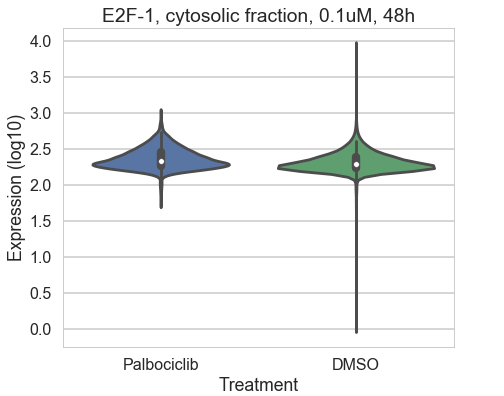 E2F-1, cytosolic fraction, 0.1uM, 48h
4.0
3.5
3.0
2.5
2.0
1.5
1.0
0.5
0.0
Expression (log10)
Palbociclib
DMSO
Treatment